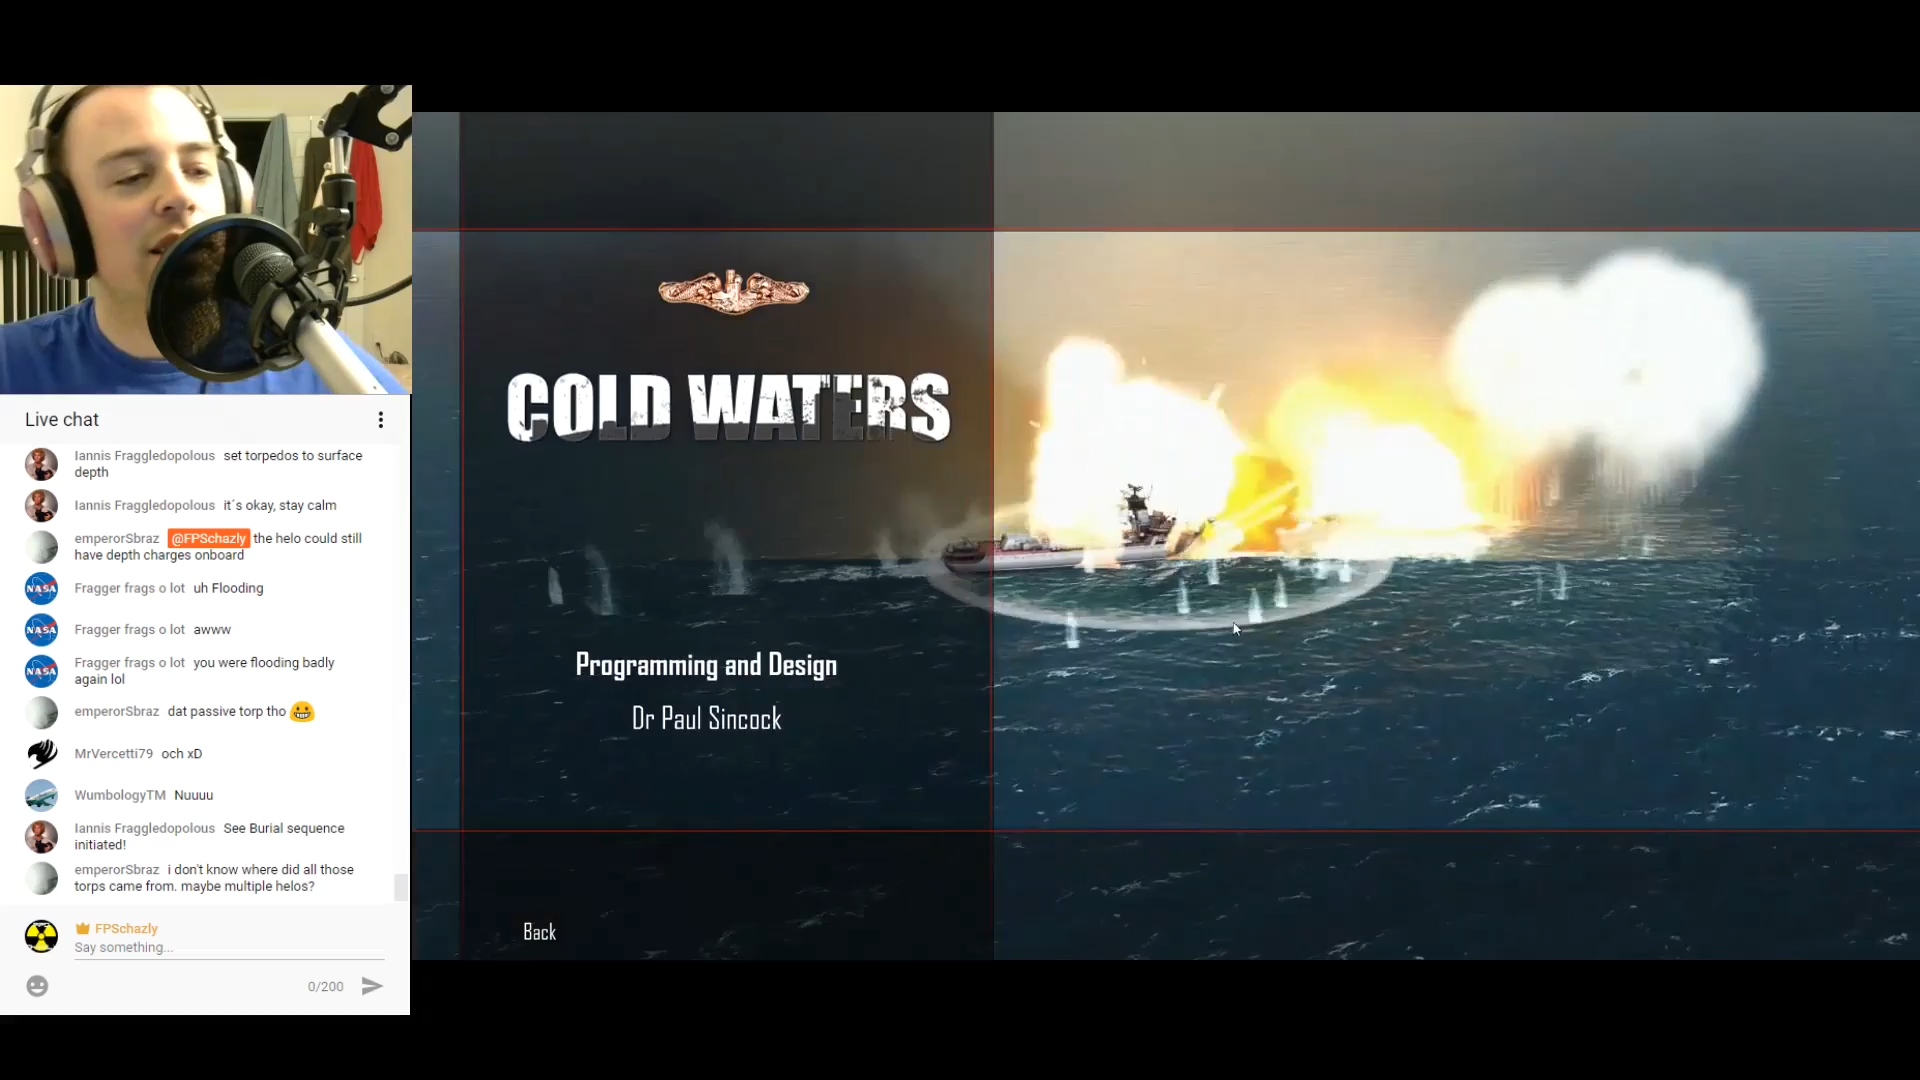 Live chat
Iannis Fraggledopolous set torpedos to surface
depth
Iannis Fraggledopolous it´s okay, stay calm
emperorSbraz @FPSchazly the helo could still
have depth charges onboard
Fragger frags o lot uh Flooding
NASA
Fragger frags o lot awww
NASA
Fragger frags o lot you were flooding badly
again lol
NASA
emperorSbraz dat passive torp tho
MrVercetti79 och xD
WumbologyTM Nuuuu
Iannis Fraggledopolous See Burial sequence
initiated!
emperorSbraz i don't know where did all those
torps came from. maybe multiple helos?
FPSchazly
Say something...
0/200
COLD WATERS
Programming and Design
Dr Paul Sincock
Back